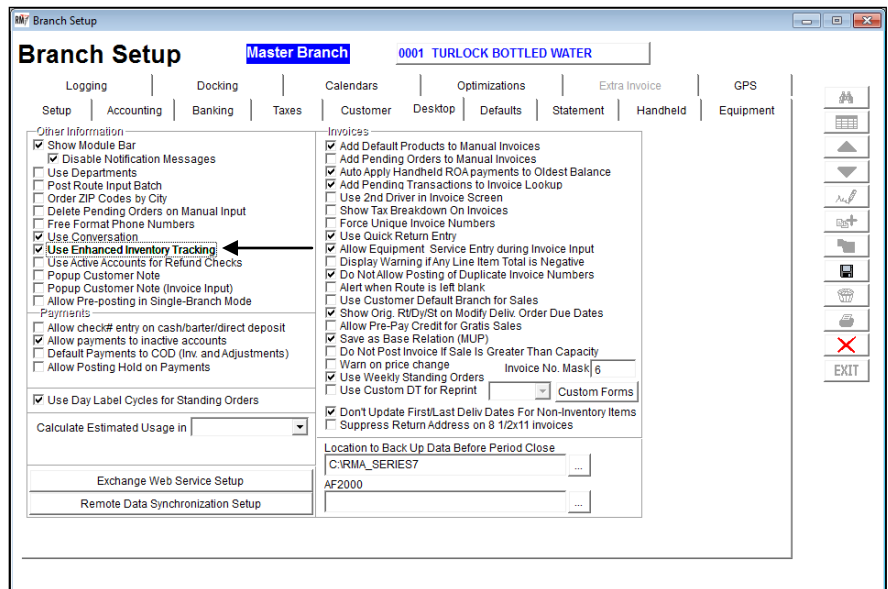 RMA Branch Setup
Branch Setup
Master Branch
0001 TURLOCK BOTTLED WATER
Logging
Docking
Calendars
Optimizations
Extra Invoice
GPS
Setup
Accounting
Banking
Taxes
Customer
Desktop
Defaults
Statement
Handheld
Equipment
Other Information
Show Module Bar
Disable Notification Messages
Use Departments
Post Route Input Batch
Order ZIP Codes by City
Delete Pending Orders on Manual Input
Free Format Phone Numbers
Use Conversation
Use Enhanced Inventory Tracking
Use Active Accounts for Refund Checks
Popup Customer Note
Popup Customer Note (Invoice Input)
Allow Pre-posting in Single-Branch Mode
Payments
Allow check# entry on cash/barter/direct deposit
Allow payments to inactive accounts
Default Payments to COD (Inv. and Adjustments)
Allow Posting Hold on Payments
Use Day Label Cycles for Standing Orders
Calculate Estimated Usage in
Exchange Web Service Setup
Remote Data Synchronization Setup
Invoices
Add Default Products to Manual Invoices
Add Pending Orders to Manual Invoices
Auto Apply Handheld ROA payments to Oldest Balance
Add Pending Transactions to Invoice Lookup
Use 2nd Driver in Invoice Screen
Show Tax Breakdown On Invoices
Force Unique Invoice Numbers
Use Quick Return Entry
Allow Equipment Service Entry during Invoice Input
Display Warning if Any Line Item Total is Negative
Do Not Allow Posting of Duplicate Invoice Numbers
Alert when Route is left blank
Use Customer Default Branch for Sales
Show Orig. Rt/Dy/St on Modify Deliv. Order Due Dates
Allow Pre-Pay Credit for Gratis Sales
Save as Base Relation (MUP)
Do Not Post Invoice If Sale Is Greater Than Capacity
Warn on price change
Invoice No. Mask 6
Use Weekly Standing Orders
Use Custom DT for Reprint
Custom Forms
Don't Update First/Last Deliv Dates For Non-Inventory Items
Suppress Return Address on 8 1/2x11 invoices
Location to Back Up Data Before Period Close
C:\RMA_SERIES7
...
AF2000
...
EXIT